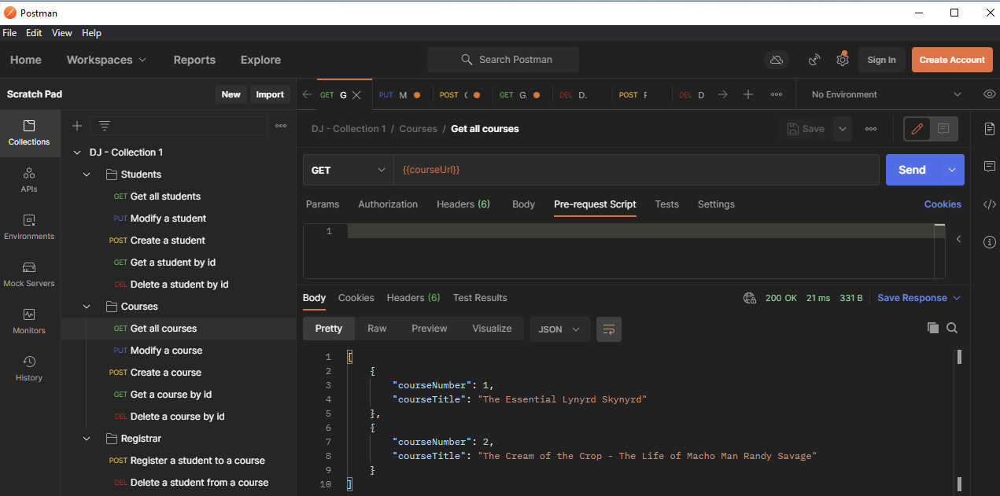 Postman
File Edit View Help
Home Workspaces Reports Explore Search Postman Sign In Create Account
Scratch Pad New Import
GET G PUT M POST GET G. DEL D. POST F DEL D No Environment
Collections
APIs
Environments
Mock Servers
Monitors
History
DJ - Collection 1
Students
GET Get all students
PUT Modify a student
POST Create a student
GET Get a student by id
DEL Delete a student by id
Courses
GET Get all courses
PUT Modify a course
POST Create a course
GET Get a course by id
DEL Delete a course by id
Registrar
POST Register a student to a course
DEL Delete a student from a course
DJ - Collection 1 / Courses / Get all courses Save
GET {{courseUrl}} Send
Params Authorization Headers (6) Body Pre-request Script Tests Settings Cookies
1
Body Cookies Headers (6) Test Results 200 OK 21 ms 331 B Save Response
Pretty Raw Preview Visualize JSON
1 [
2 {
3 "courseNumber": 1,
4 "courseTitle": "The Essential Lynyrd Skynyrd"
5 },
6 {
7 "courseNumber": 2,
8 "courseTitle": "The Cream of the Crop - The Life of Macho Man Randy Savage"
9 }
10 ]